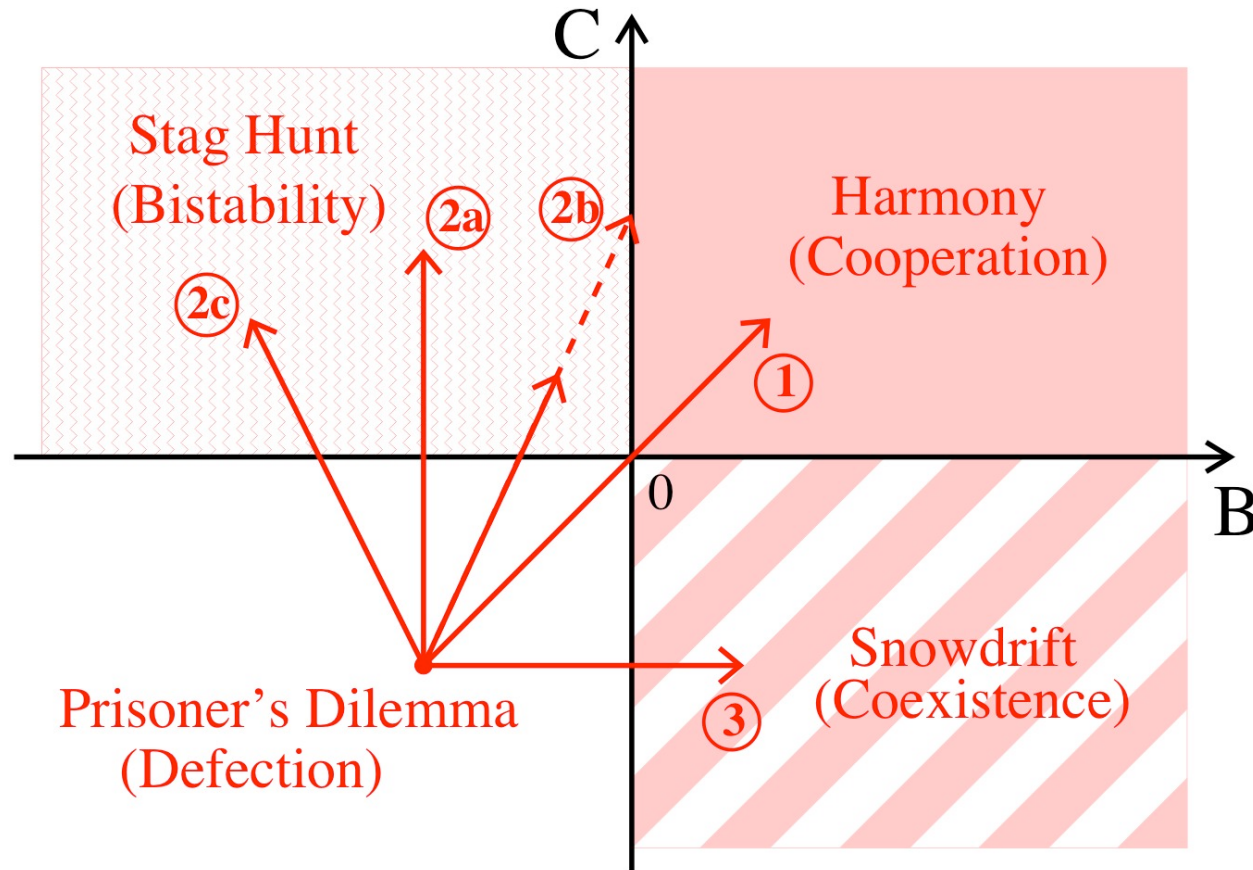 C
Stag Hunt
(Bistability)
2a
2b
2c
Harmony
(Cooperation)
1
0
B
Snowdrift
(Coexistence)
3
Prisoner's Dilemma
(Defection)